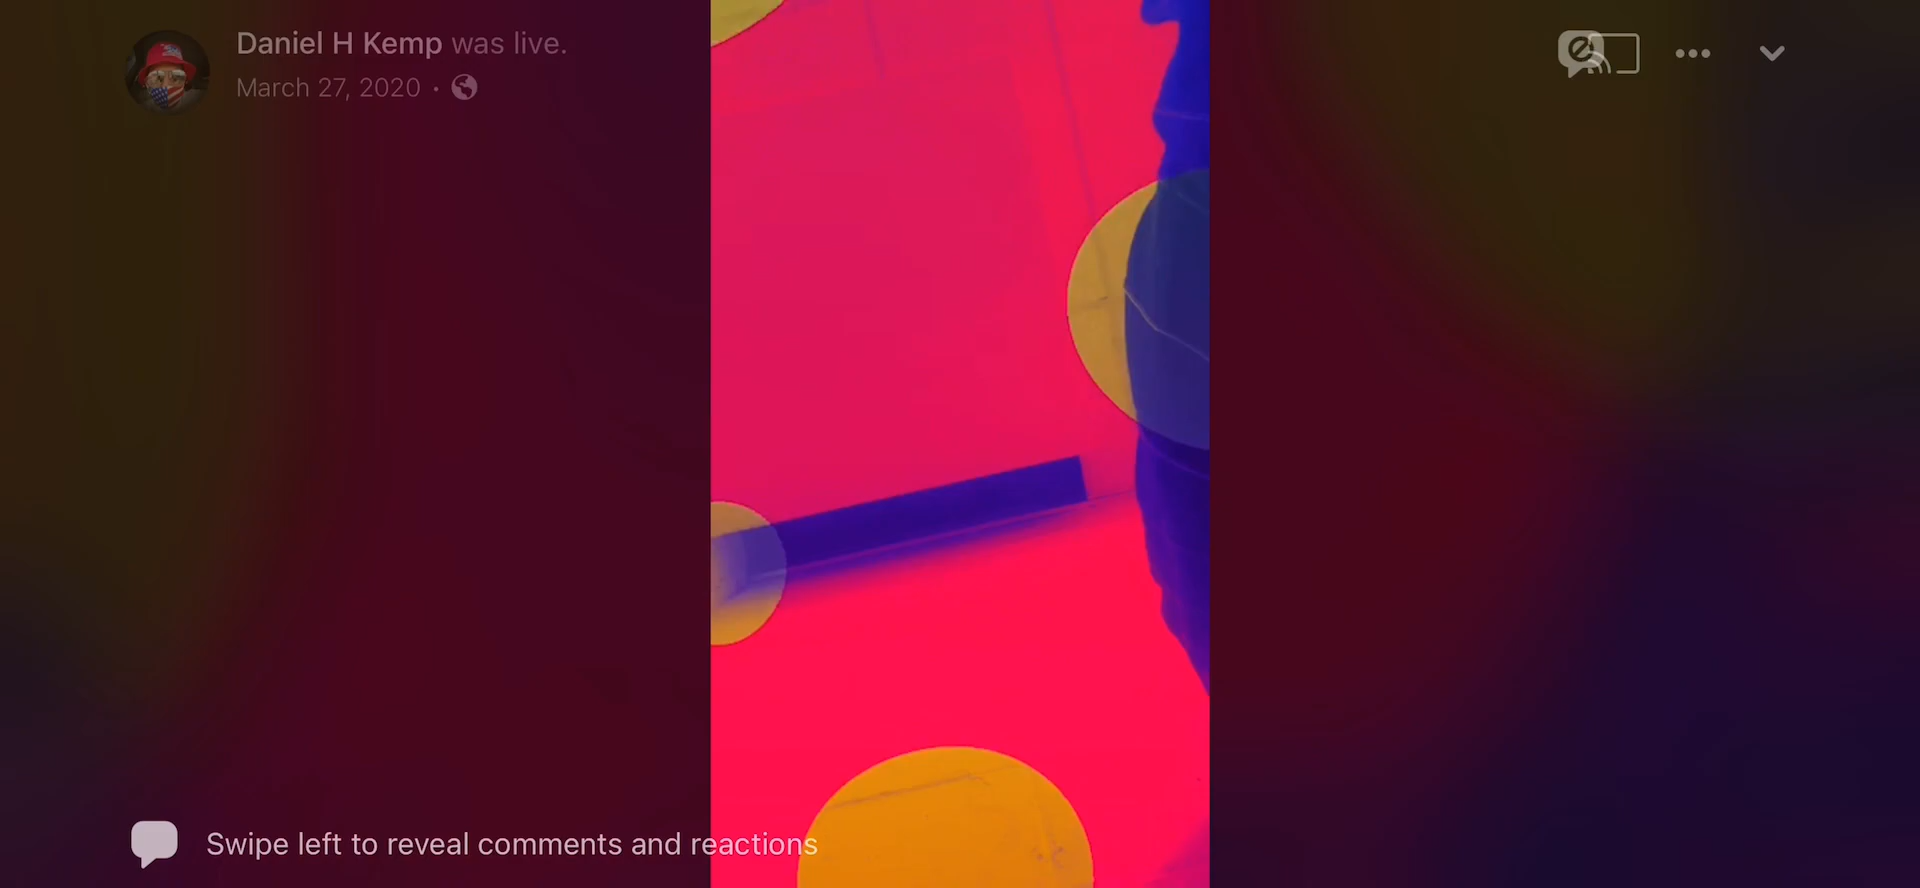 Daniel H Kemp was live.
March 27, 2020 •
Swipe left to reveal comments and reactions